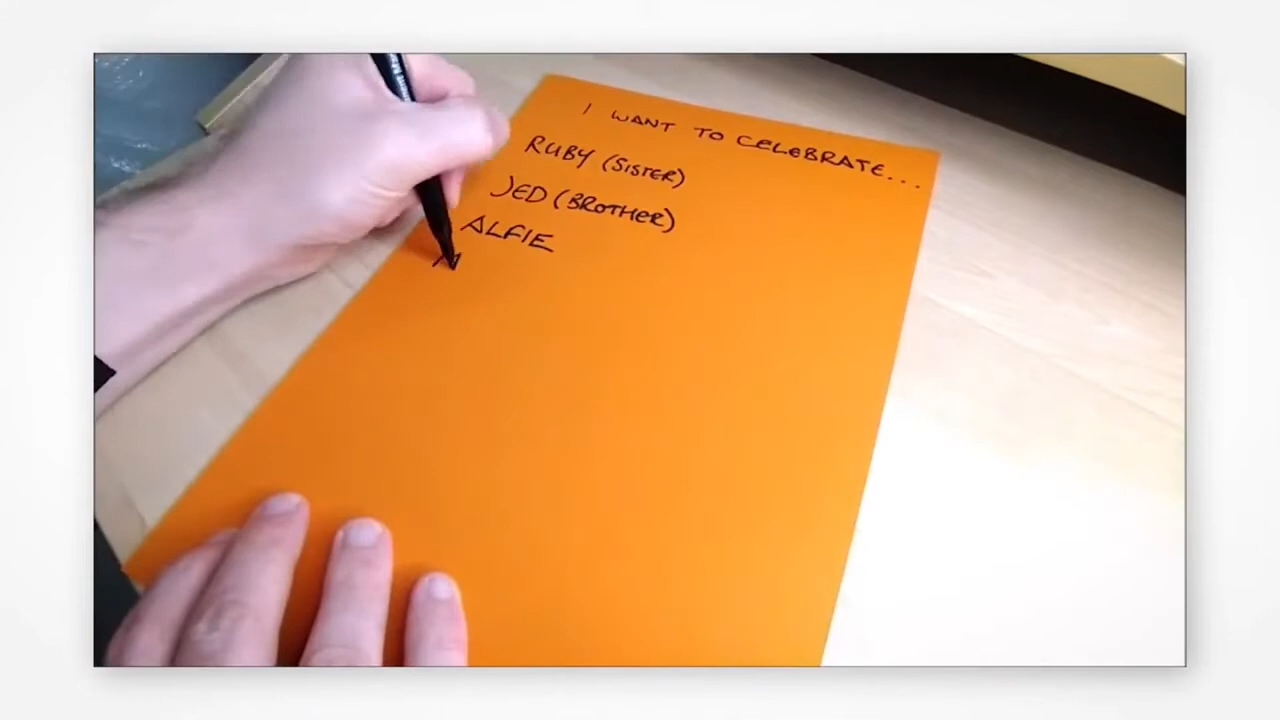 I WANT TO CELEBRATE...
RUBY (SISTER)
JED (BROTHER)
ALFIE